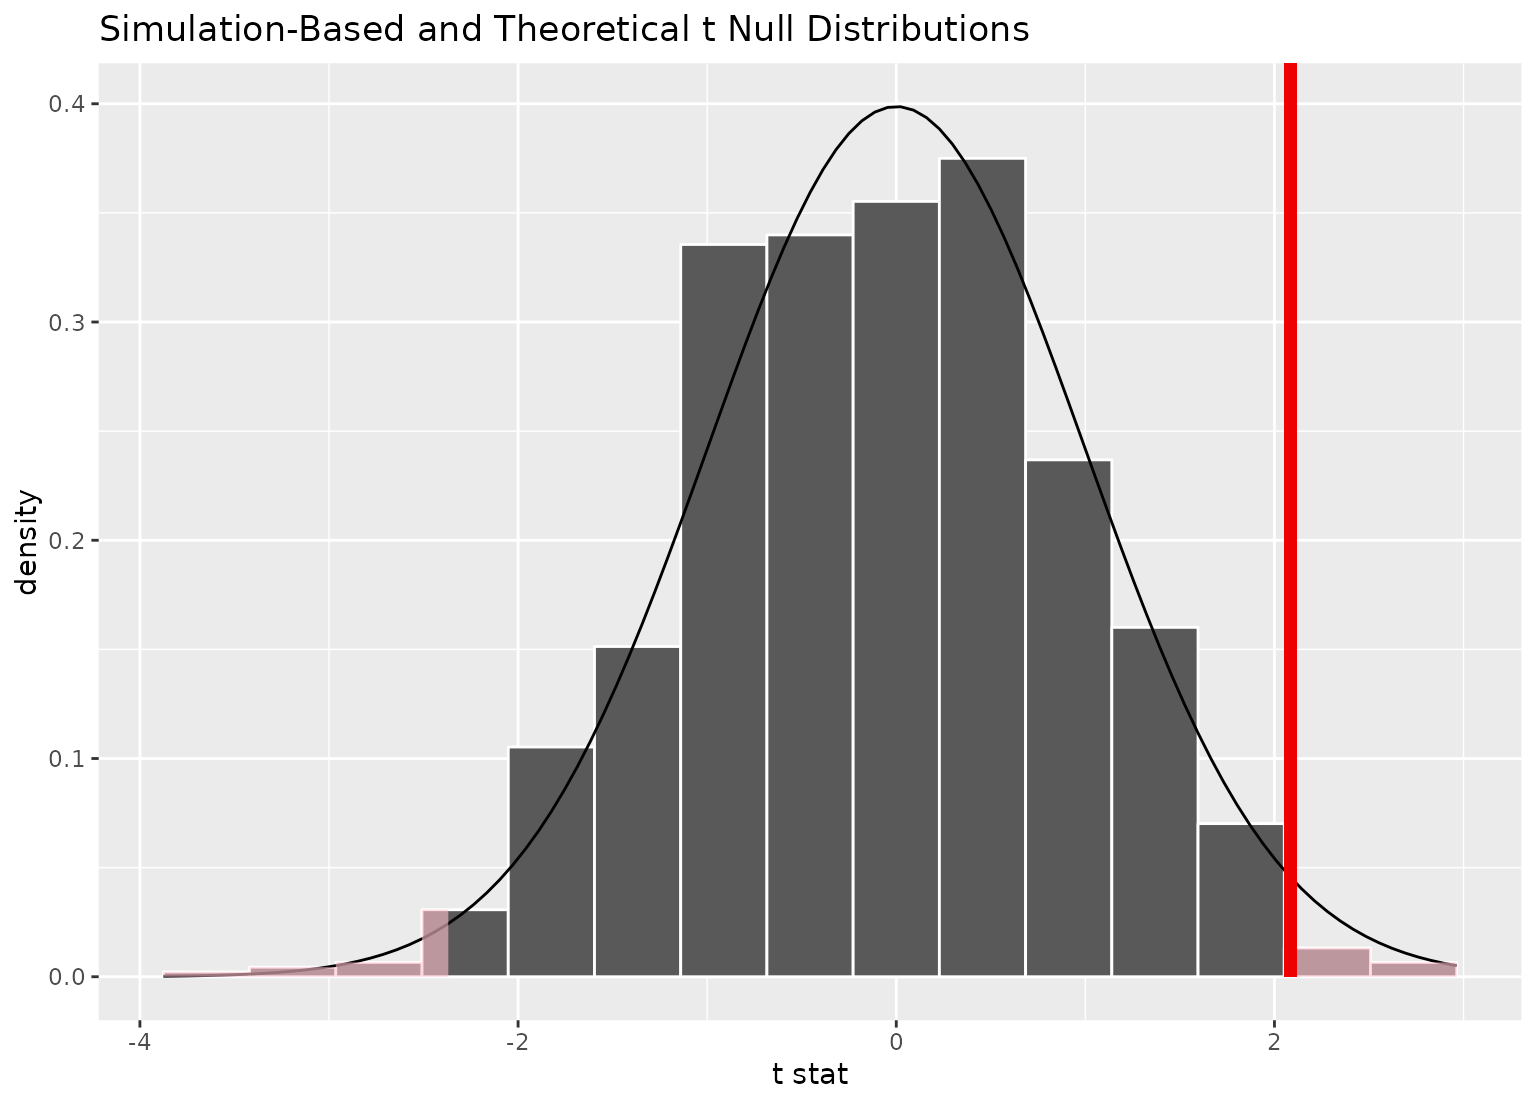 Simulation-Based and Theoretical t Null Distributions
density
0.4
0.3
0.2
0.1
0.0
-4 -2 0 2
t stat